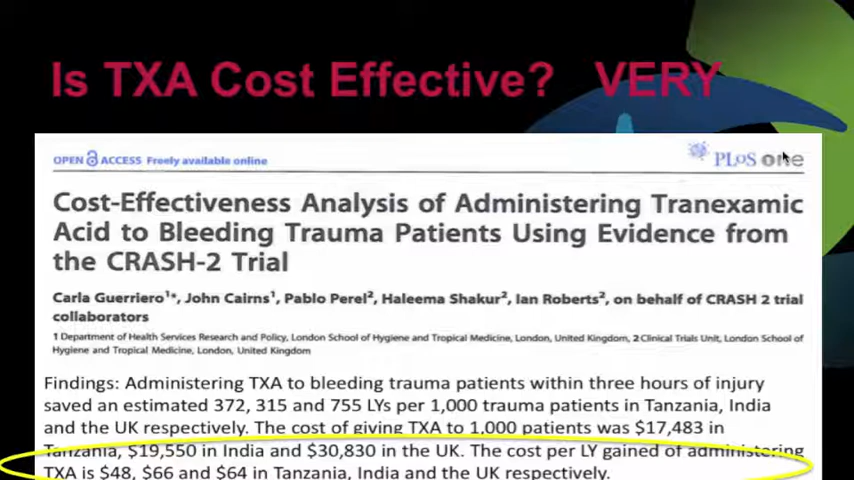 Is TXA Cost Effective? VERY
OPEN ACCESS Freely available online
PLoS one
Cost-Effectiveness Analysis of Administering Tranexamic
Acid to Bleeding Trauma Patients Using Evidence from
the CRASH-2 Trial
Carla Guerriero1*, John Cairns1, Pablo Perel2, Haleema Shakur2, Ian Roberts2, on behalf of CRASH 2 trial
collaborators
1 Department of Health Services Research and Policy, London School of Hygiene and Tropical Medicine, London, United Kingdom, 2 Clinical Trials Unit, London School of
Hygiene and Tropical Medicine, London, United Kingdom
Findings: Administering TXA to bleeding trauma patients within three hours of injury
saved an estimated 372, 315 and 755 LYs per 1,000 trauma patients in Tanzania, India
and the UK respectively. The cost of giving TXA to 1,000 patients was $17,483 in
Tanzania, $19,550 in India and $30,830 in the UK. The cost per LY gained of administering
TXA is $48, $66 and $64 in Tanzania, India and the UK respectively.